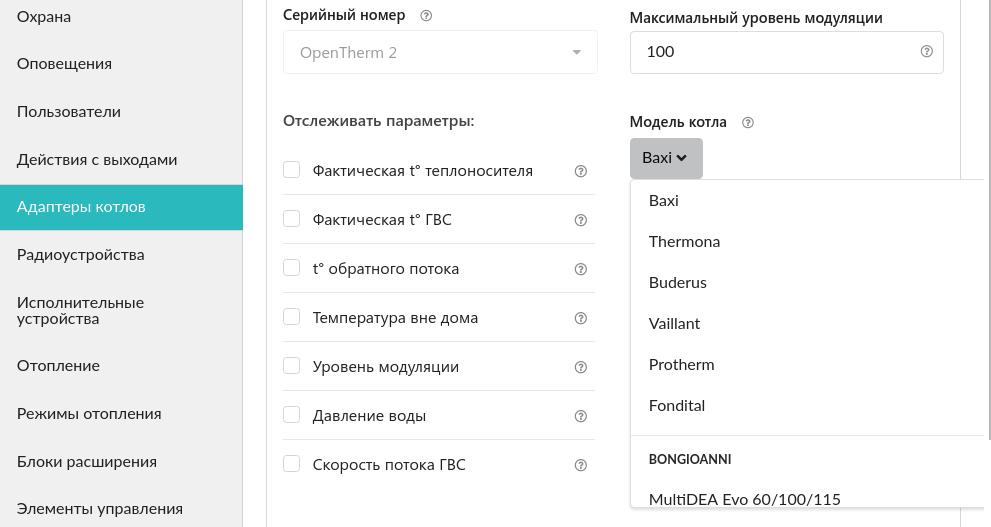 Охрана
Оповещения
Пользователи
Действия с выходами
Адаптеры котлов
Радиоустройства
Исполнительные
устройства
Отопление
Режимы отопления
Блоки расширения
Элементы управления
Серийный номер
OpenTherm 2
Отслеживать параметры:
Фактическая t° теплоносителя
Фактическая t° ГВС
t° обратного потока
Температура вне дома
Уровень модуляции
Давление воды
Скорость потока ГВС
Максимальный уровень модуляции
100
Модель котла
Baxi
Baxi
Thermona
Buderus
Vaillant
Protherm
Fondital
BONGIOANNI
MultiDEA Evo 60/100/115